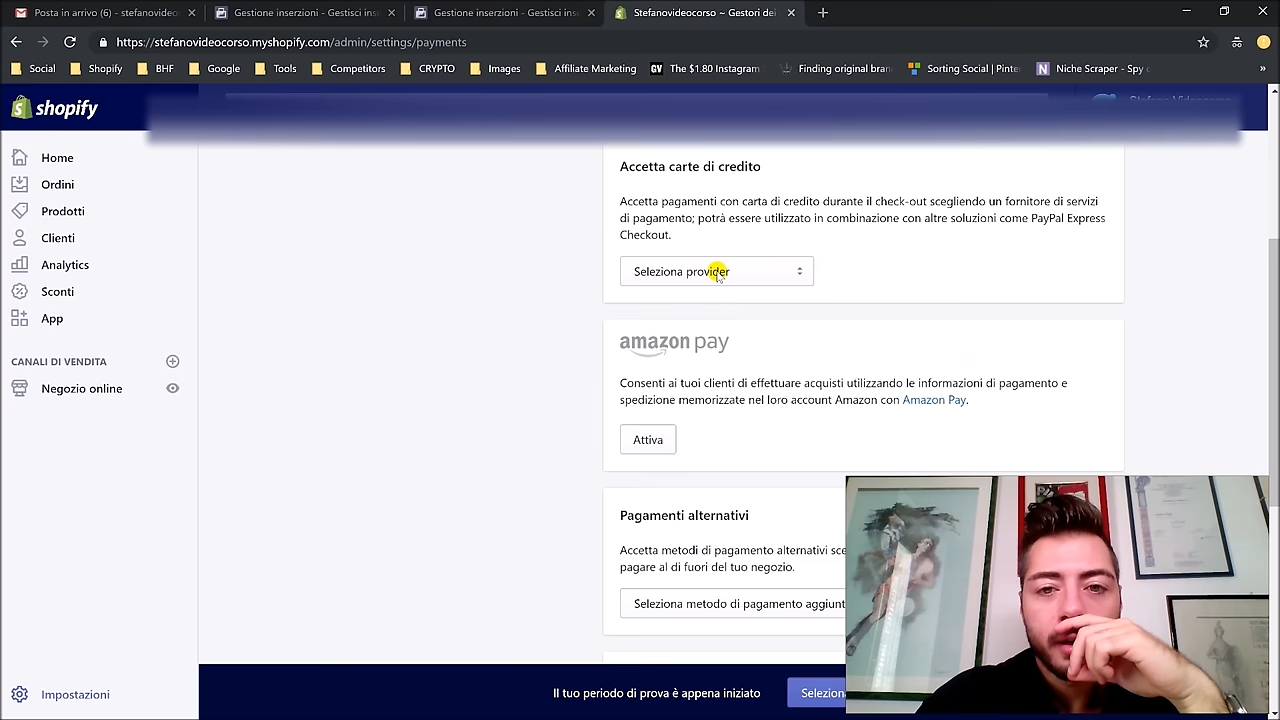 Posta in arrivo (6) - stefanovideoc
Gestione inserzioni - Gestisci ins
Gestione inserzioni - Gestisci ins
Stefanovideocorso ~ Gestori dei
https://stefanovideocorso.myshopify.com/admin/settings/payments
Social
Shopify
BHF
Google
Tools
Competitors
CRYPTO
Images
Affiliate Marketing
GV The $1.80 Instagram
Finding original bran
Sorting Social | Pinte
N Niche Scraper - Spy
»
shopify
Home
Ordini
Prodotti
Clienti
Analytics
Sconti
App
CANALI DI VENDITA
Negozio online
Impostazioni
Accetta carte di credito
Accetta pagamenti con carta di credito durante il check-out scegliendo un fornitore di servizi
di pagamento; potrà essere utilizzato in combinazione con altre soluzioni come PayPal Express
Checkout.
Seleziona provider
amazon pay
Consenti ai tuoi clienti di effettuare acquisti utilizzando le informazioni di pagamento e
spedizione memorizzate nel loro account Amazon con Amazon Pay.
Attiva
Pagamenti alternativi
Accetta metodi di pagamento alternativi sce
pagare al di fuori del tuo negozio.
Seleziona metodo di pagamento aggiunt
Il tuo periodo di prova è appena iniziato
Selezion